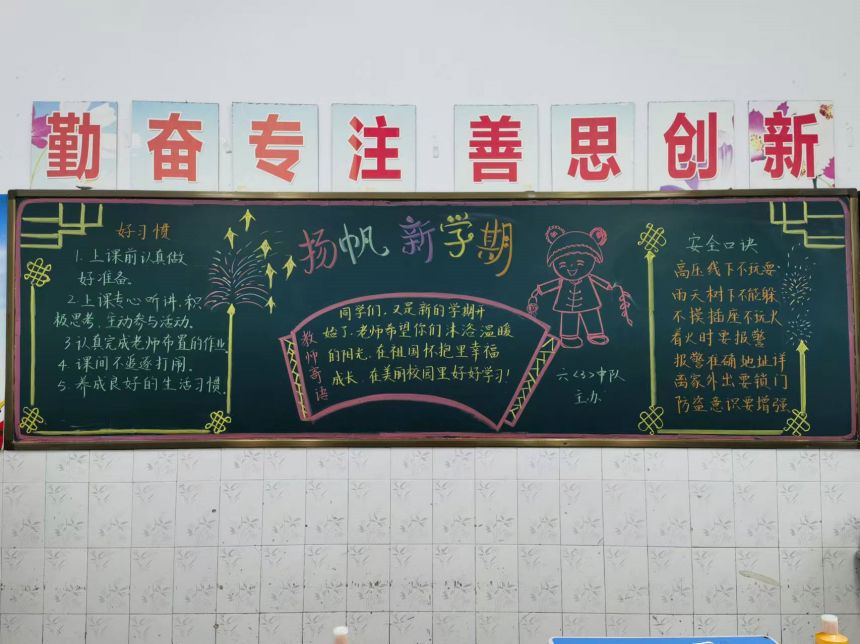 勤奋专注 善思创新
扬帆新学期
好习惯
1.上课前认真做
好准备。
2.上课专心听讲,积
极思考,主动参与活动。
3认真完成老师布置的作业.
4.课间不追逐打闹.
5.养成良好的生活习惯.
教师寄语
同学们,又是新的学期开
始了,老师希望你们沐浴温暖
的阳光,在祖国怀抱里幸福
成长,在美丽校园里好好学习!
六〈3〉中队
主办.
安全口诀
高压线下不玩耍
雨天树下不能躲
不摸插座不玩火
着火时要报警
报警准确地址详
离家外出要锁门
防盗意识要增强